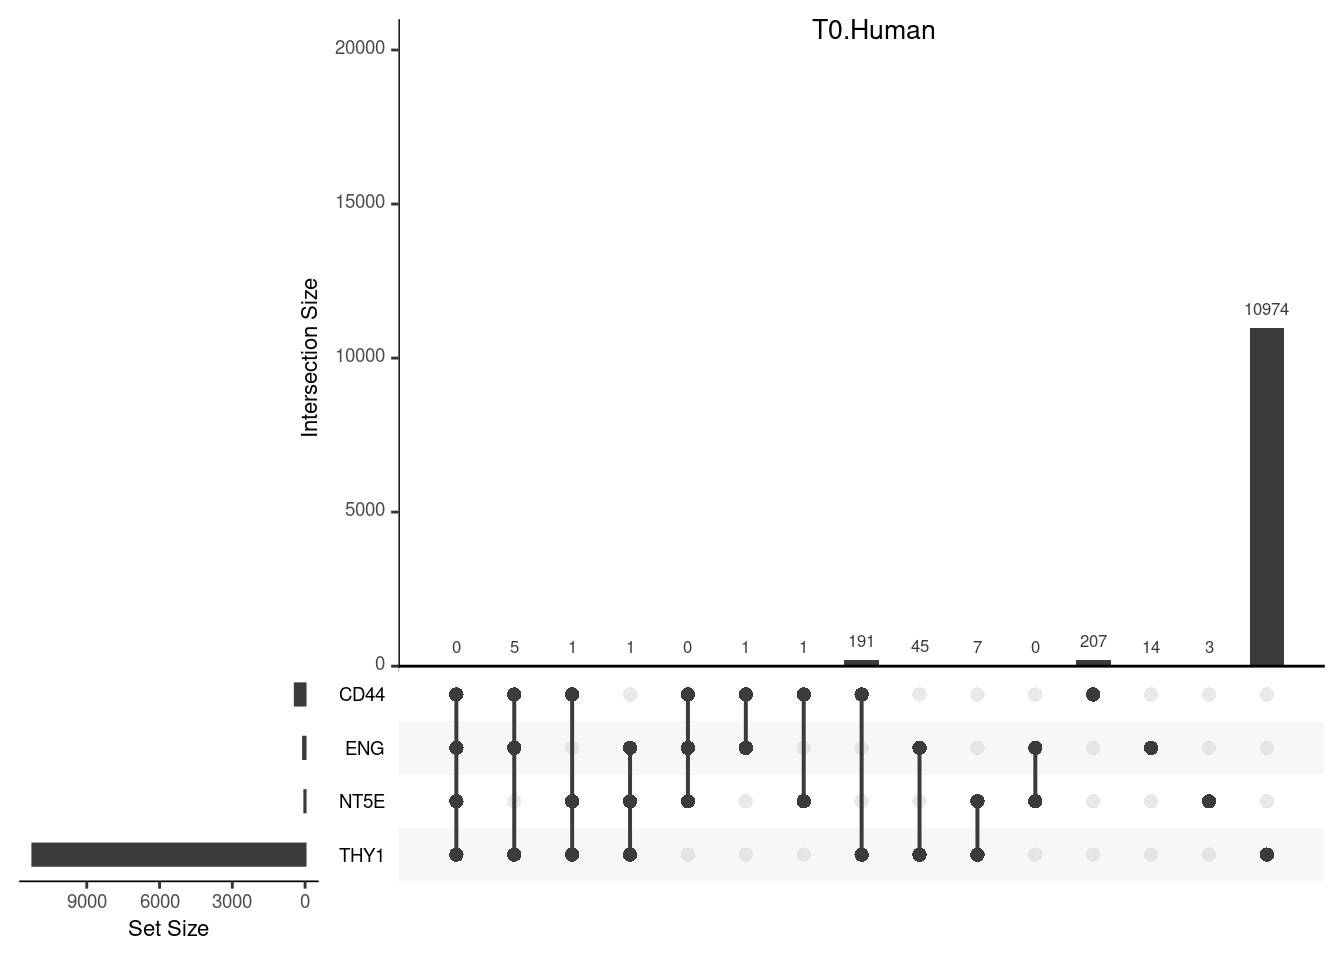 T0.Human
20000
15000
10000
5000
0
Intersection Size
10974
0 5 1 1 0 1 1 191 45 7 0 207 14 3
CD44
ENG
NT5E
THY1
9000 6000 3000 0
Set Size